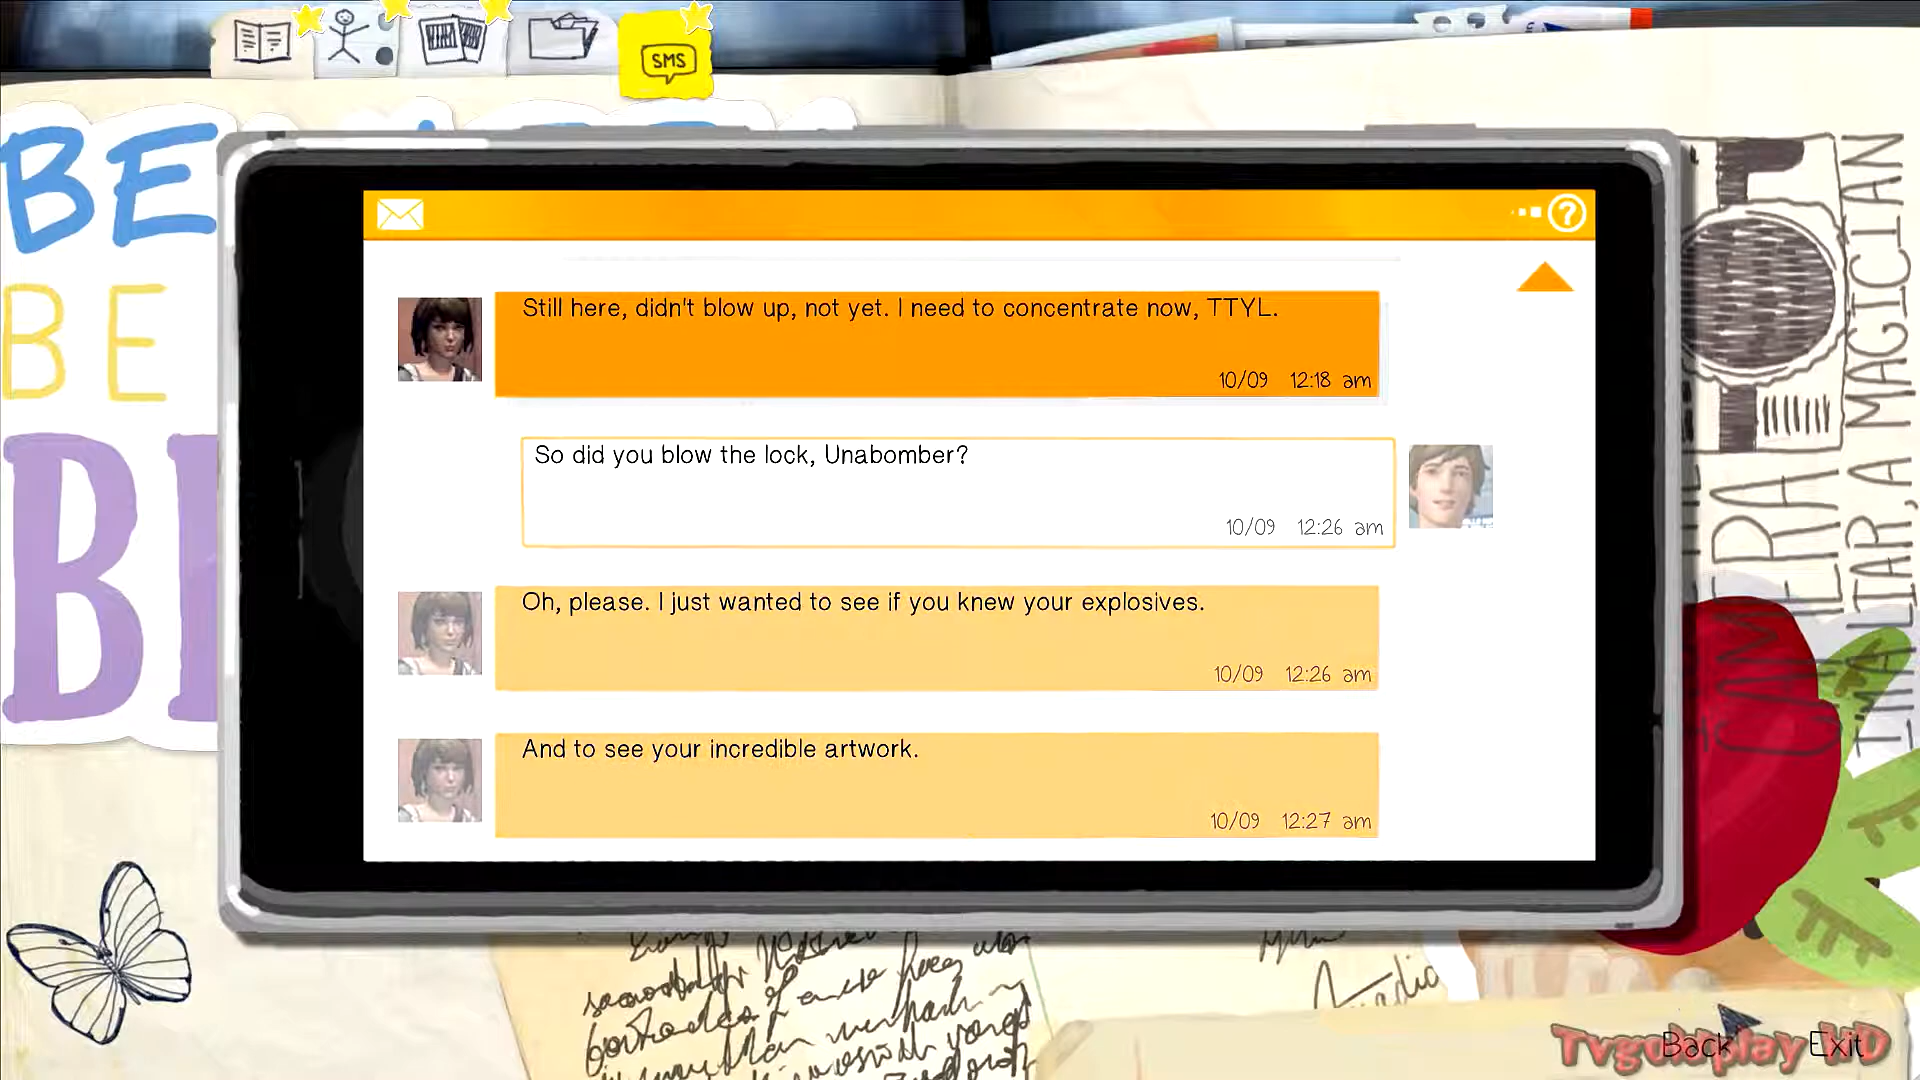 SMS
BE
BE
?
Still here, didn't blow up, not yet. I need to concentrate now, TTYL.
10/09 12:18 am
So did you blow the lock, Unabomber?
10/09 12:26 am
Oh, please. I just wanted to see if you knew your explosives.
10/09 12:26 am
And to see your incredible artwork.
10/09 12:27 am
CAMERA
LIAR, A MAGICIAN
Back Exit